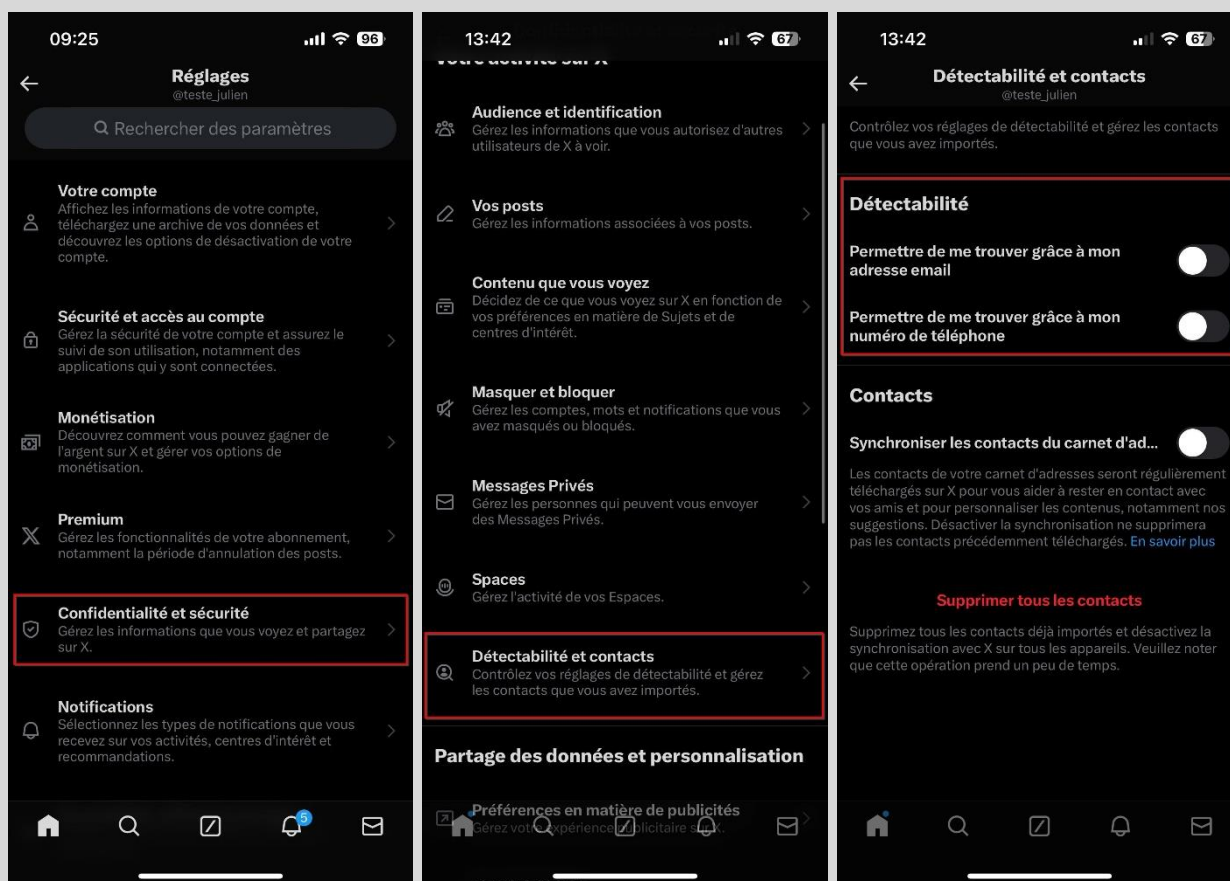 09:25
96
Réglages
@teste_julien
Rechercher des paramètres
Votre compte
Affichez les informations de votre compte,
téléchargez une archive de vos données et
découvrez les options de désactivation de votre
compte.
Sécurité et accès au compte
Gérez la sécurité de votre compte et assurez le
suivi de son utilisation, notamment des
applications qui y sont connectées.
Monétisation
Découvrez comment vous pouvez gagner de
l'argent sur X et gérer vos options de
monétisation.
Premium
Gérez les fonctionnalités de votre abonnement,
notamment la période d'annulation des posts.
Confidentialité et sécurité
Gérez les informations que vous voyez et partagez
sur X.
Notifications
Sélectionnez les types de notifications que vous
recevez sur vos activités, centres d'intérêt et
recommandations.
5
13:42
67
Votre activité sur X
Audience et identification
Gérez les informations que vous autorisez d'autres
utilisateurs de X à voir.
Vos posts
Gérez les informations associées à vos posts.
Contenu que vous voyez
Décidez de ce que vous voyez sur X en fonction de
vos préférences en matière de Sujets et de
centres d'intérêt.
Masquer et bloquer
Gérez les comptes, mots et notifications que vous
avez masqués ou bloqués.
Messages Privés
Gérez les personnes qui peuvent vous envoyer
des Messages Privés.
Spaces
Gérez l'activité de vos Espaces.
Détectabilité et contacts
Contrôlez vos réglages de détectabilité et gérez
les contacts que vous avez importés.
Partage des données et personnalisation
Préférences en matière de publicités
Gérez votre expérience publicitaire sur X.
13:42
67
Détectabilité et contacts
@teste_julien
Contrôlez vos réglages de détectabilité et gérez les contacts
que vous avez importés.
Détectabilité
Permettre de me trouver grâce à mon
adresse email
Permettre de me trouver grâce à mon
numéro de téléphone
Contacts
Synchroniser les contacts du carnet d'ad...
Les contacts de votre carnet d'adresses seront régulièrement
téléchargés sur X pour vous aider à rester en contact avec
vos amis et pour personnaliser les contenus, notamment nos
suggestions. Désactiver la synchronisation ne supprimera
pas les contacts précédemment téléchargés. En savoir plus
Supprimer tous les contacts
Supprimez tous les contacts déjà importés et désactivez la
synchronisation avec X sur tous les appareils. Veuillez noter
que cette opération prend un peu de temps.